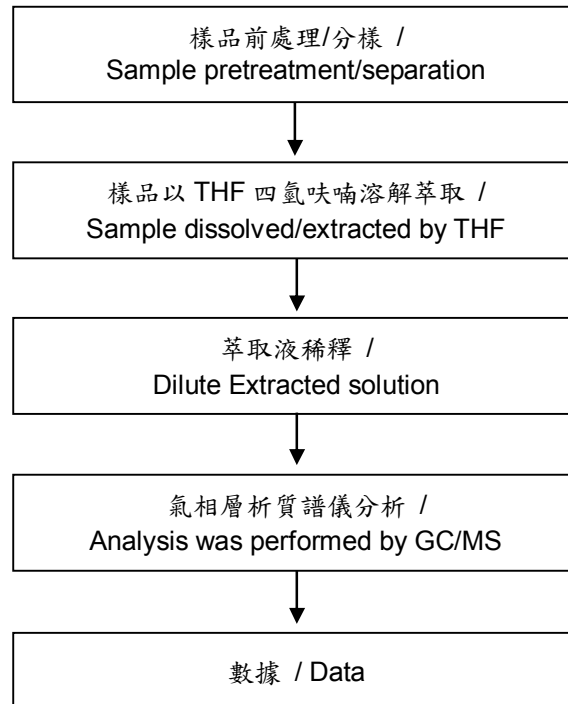 樣品前處理/分樣 /
Sample pretreatment/separation
樣品以 THF 四氫呋喃溶解萃取 /
Sample dissolved/extracted by THF
萃取液稀釋 /
Dilute Extracted solution
氣相層析質譜儀分析 /
Analysis was performed by GC/MS
數據 / Data